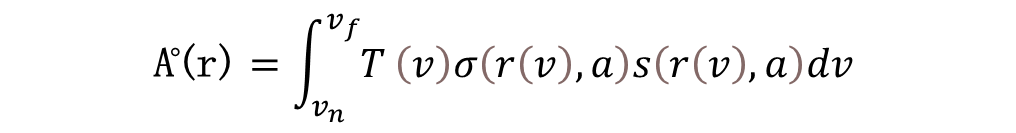 A°(r) = ∫_{v_n}^{v_f} T (v)σ(r(v), a)s(r(v), a)dv